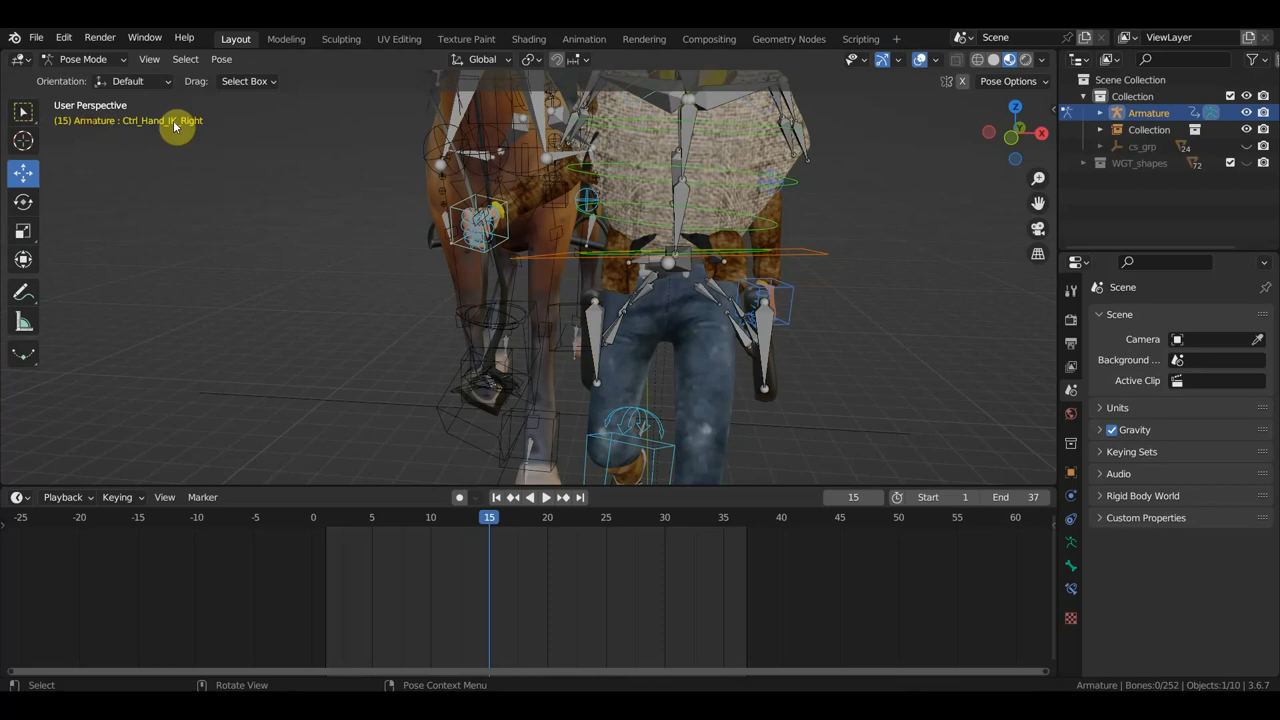 File Edit Render Window Help Layout Modeling Sculpting UV Editing Texture Paint Shading Animation Rendering Compositing Geometry Nodes Scripting Scene ViewLayer
Pose Mode View Select Pose Global
Orientation: Default Drag: Select Box X Pose Options
User Perspective
(15) Armature : Ctrl_Hand_IK_Right
Z
X
Y
Scene Collection
Collection
Armature
Collection
cs_grp 24
WGT_shapes 72
Scene
Scene
Camera
Background ...
Active Clip
Units
Gravity
Keying Sets
Audio
Rigid Body World
Custom Properties
Playback Keying View Marker 15 Start 1 End 37
-25 -20 -15 -10 -5 0 5 10 15 20 25 30 35 40 45 50 55 60
Select Rotate View Pose Context Menu Armature | Bones:0/252 | Objects:1/10 | 3.6.7